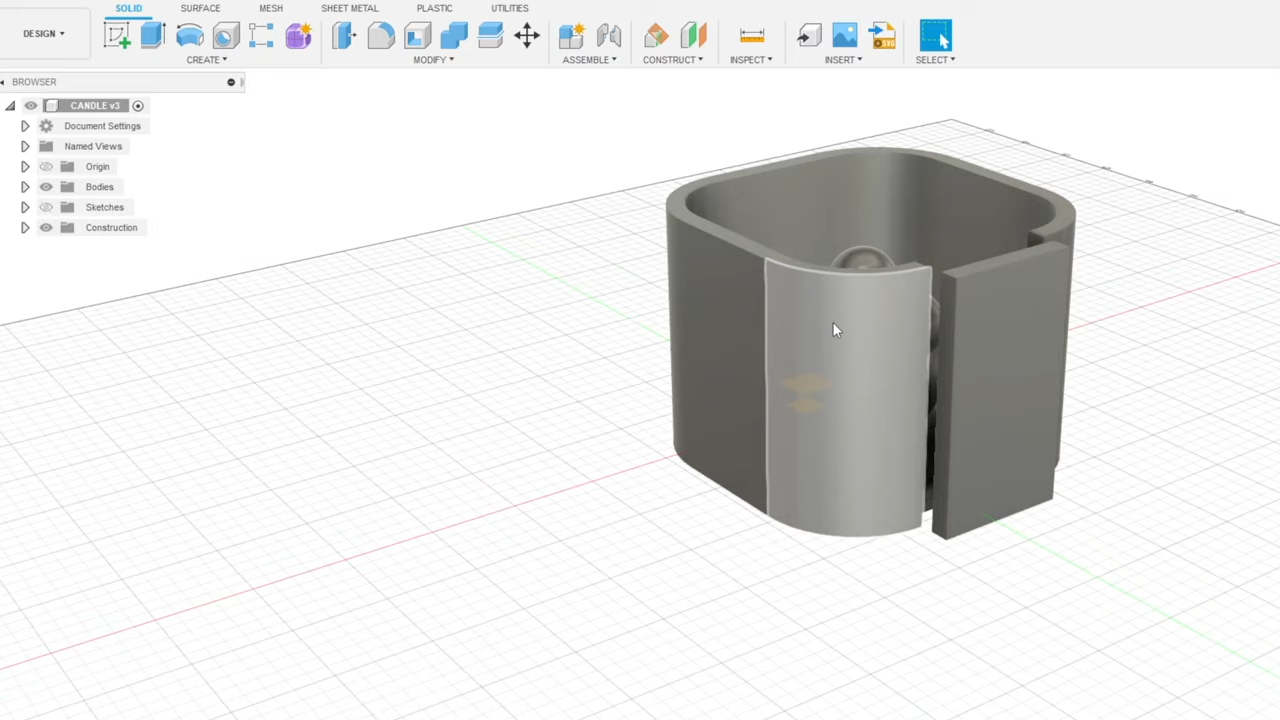 SOLID SURFACE MESH SHEET METAL PLASTIC UTILITIES
DESIGN
CREATE MODIFY ASSEMBLE CONSTRUCT INSPECT INSERT SELECT
SVG
BROWSER
CANDLE v3
Document Settings
Named Views
Origin
Bodies
Sketches
Construction